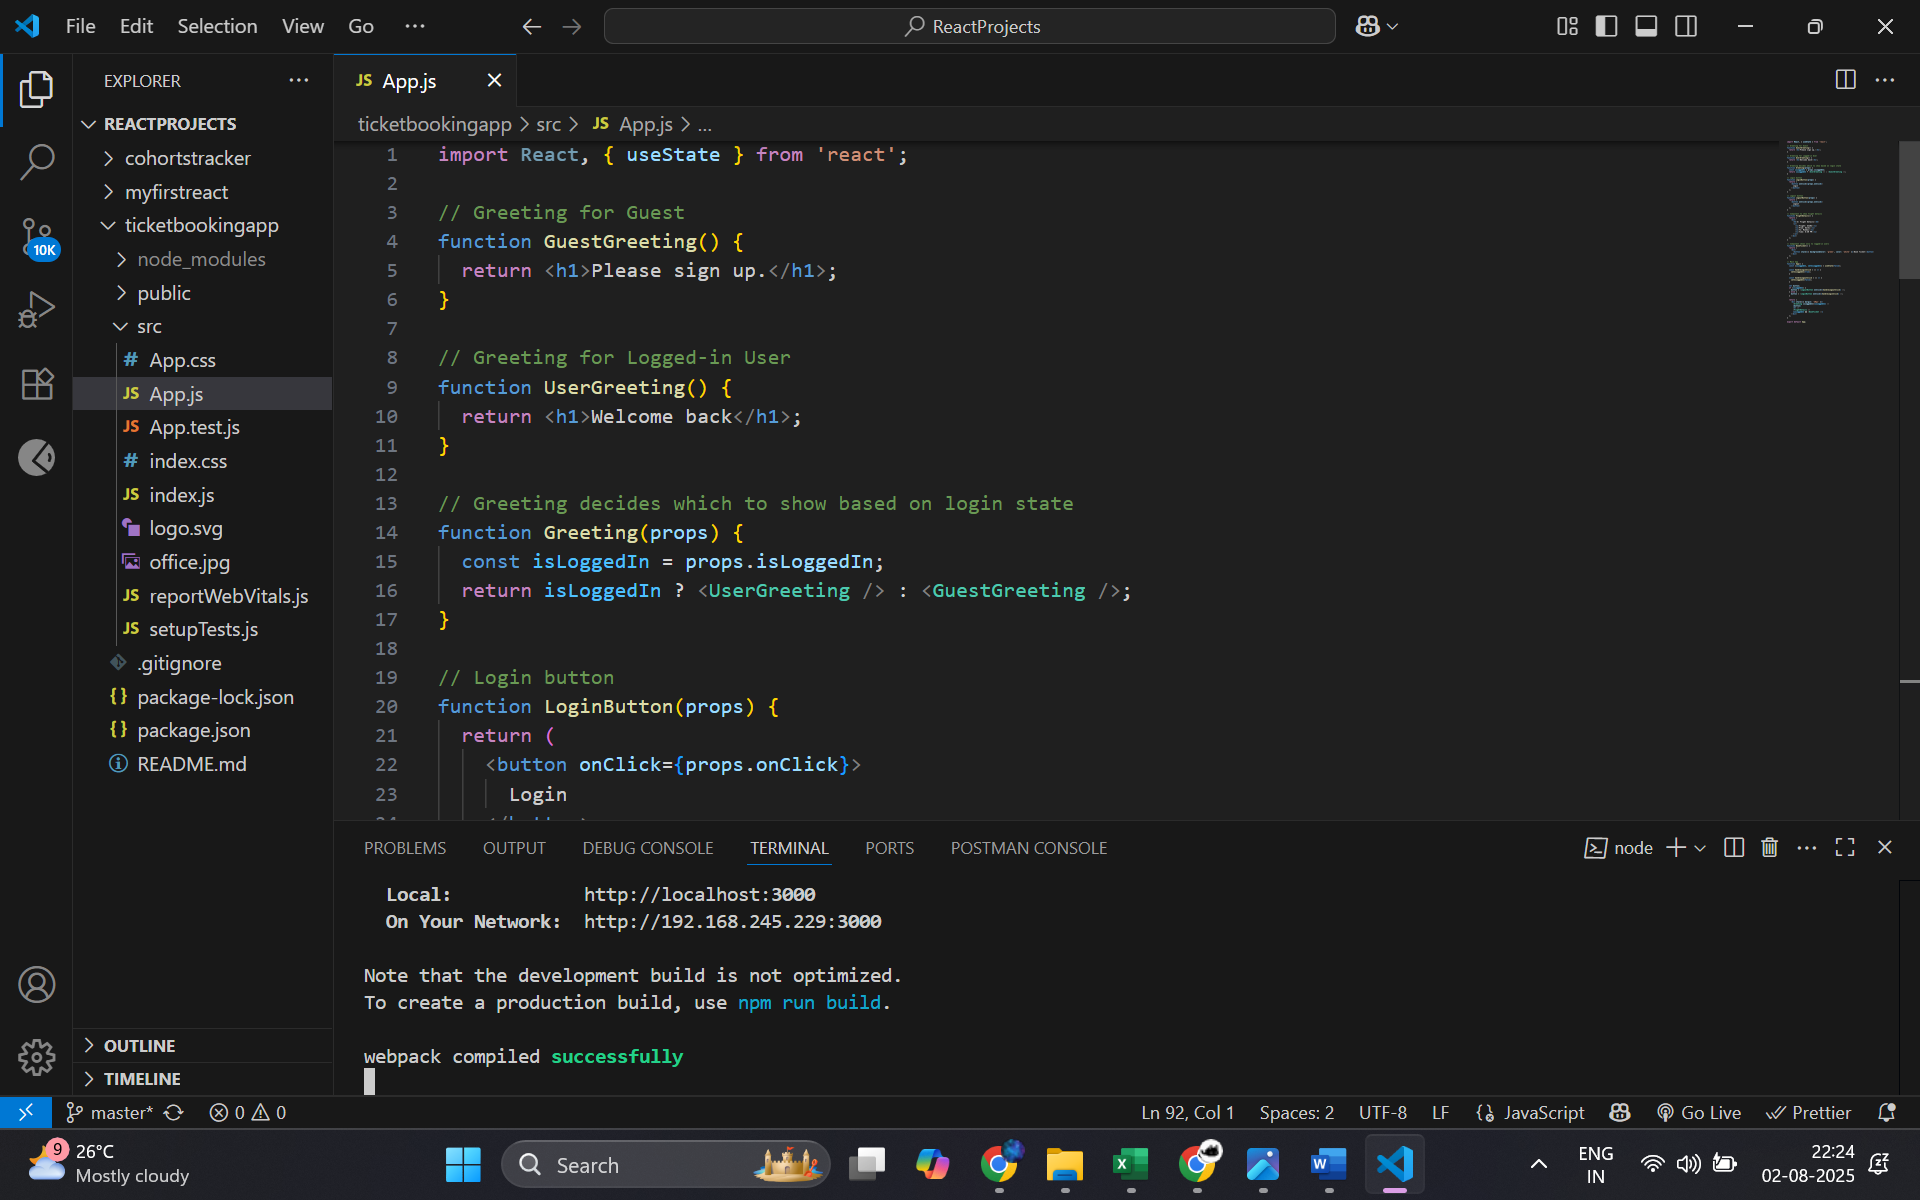 File Edit Selection View Go ···
ReactProjects
EXPLORER
REACTPROJECTS
cohortstracker
myfirstreact
ticketbookingapp
node_modules
public
src
# App.css
JS App.js
JS App.test.js
# index.css
JS index.js
logo.svg
office.jpg
JS reportWebVitals.js
JS setupTests.js
.gitignore
{} package-lock.json
{} package.json
README.md
OUTLINE
TIMELINE
10K
JS App.js
ticketbookingapp > src > JS App.js > ...
1 import React, { useState } from 'react';
2
3 // Greeting for Guest
4 function GuestGreeting() {
5 return <h1>Please sign up.</h1>;
6 }
7
8 // Greeting for Logged-in User
9 function UserGreeting() {
10 return <h1>Welcome back</h1>;
11 }
12
13 // Greeting decides which to show based on login state
14 function Greeting(props) {
15 const isLoggedIn = props.isLoggedIn;
16 return isLoggedIn ? <UserGreeting /> : <GuestGreeting />;
17 }
18
19 // Login button
20 function LoginButton(props) {
21 return (
22 <button onClick={props.onClick}>
23 Login
PROBLEMS OUTPUT DEBUG CONSOLE TERMINAL PORTS POSTMAN CONSOLE
node
Local: http://localhost:3000
On Your Network: http://192.168.245.229:3000
Note that the development build is not optimized.
To create a production build, use npm run build.
webpack compiled successfully
master* 0 0
Ln 92, Col 1 Spaces: 2 UTF-8 LF JavaScript Go Live Prettier
9
26°C
Mostly cloudy
Search
ENG
IN
22:24
02-08-2025